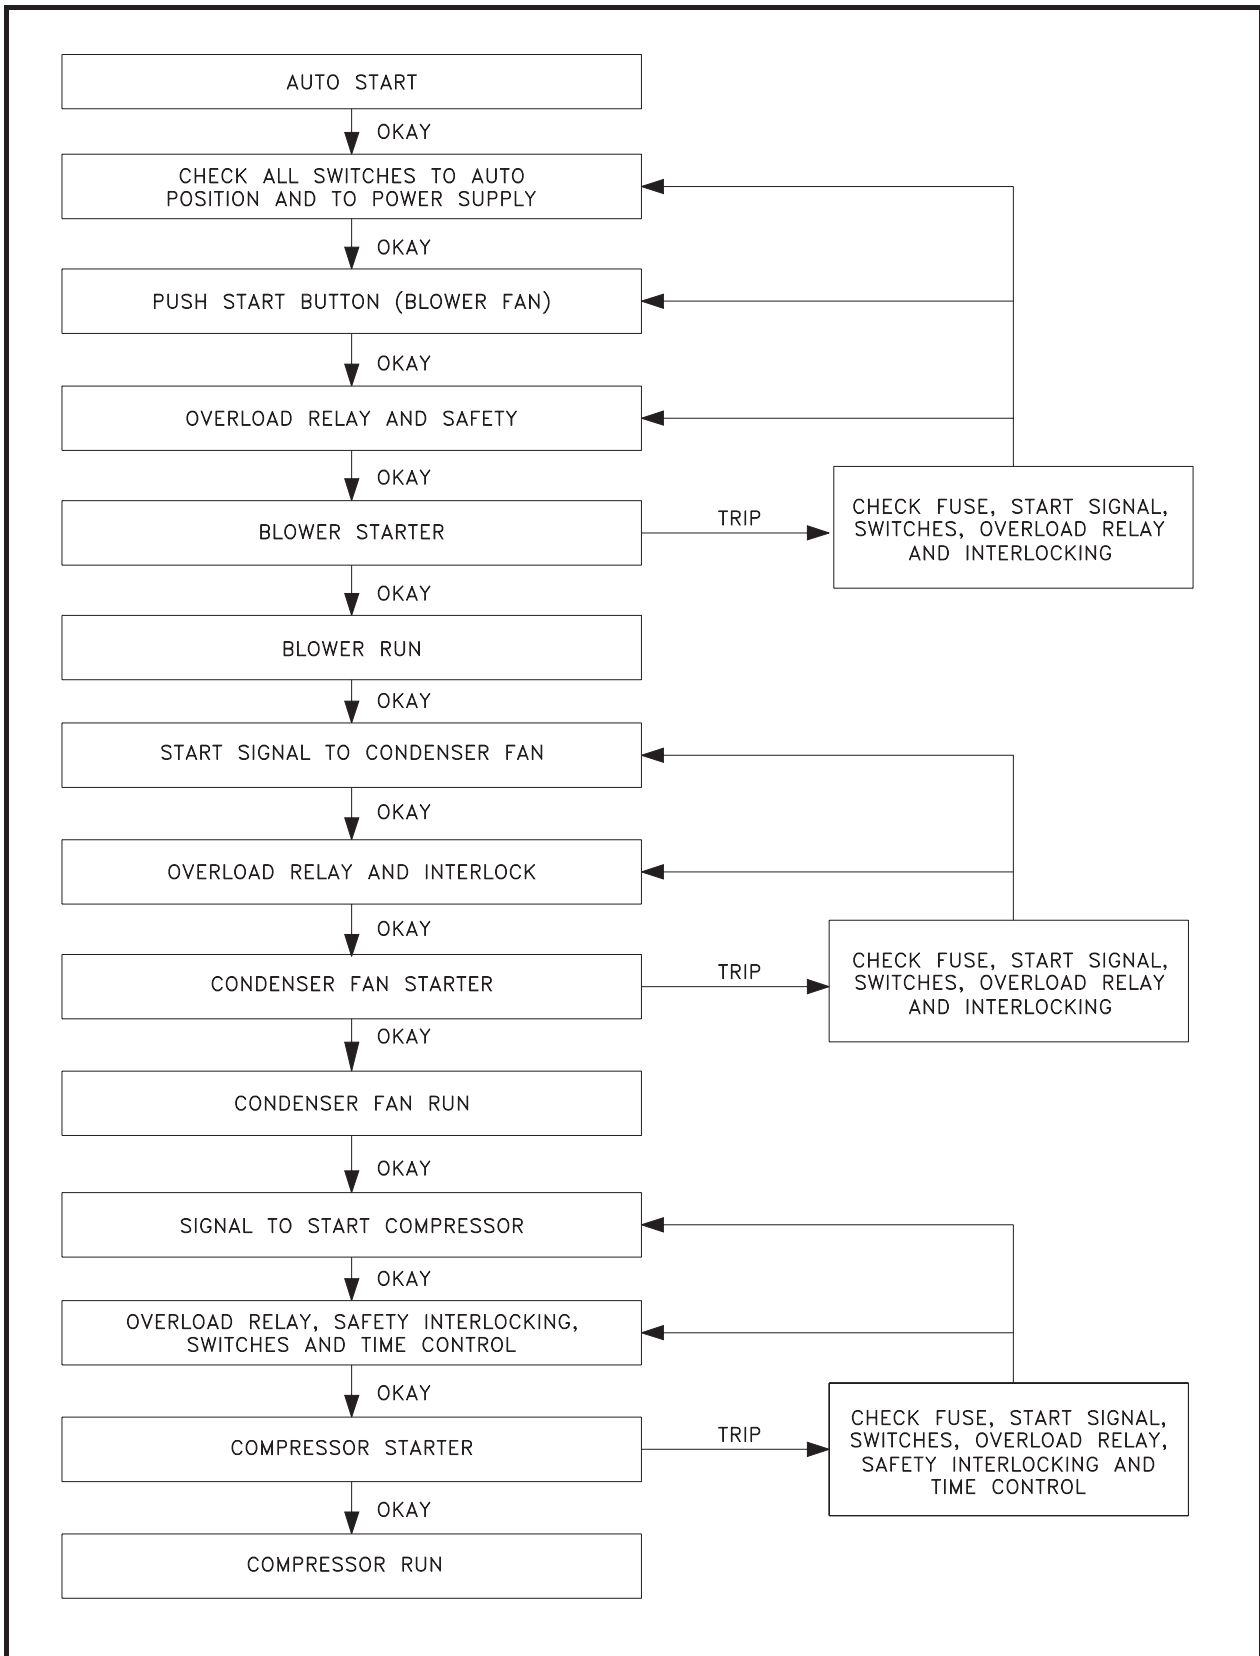 AUTO START
OKAY
CHECK ALL SWITCHES TO AUTO
POSITION AND TO POWER SUPPLY
OKAY
PUSH START BUTTON (BLOWER FAN)
OKAY
OVERLOAD RELAY AND SAFETY
OKAY
BLOWER STARTER
TRIP
CHECK FUSE, START SIGNAL,
SWITCHES, OVERLOAD RELAY
AND INTERLOCKING
OKAY
BLOWER RUN
OKAY
START SIGNAL TO CONDENSER FAN
OKAY
OVERLOAD RELAY AND INTERLOCK
OKAY
CONDENSER FAN STARTER
TRIP
CHECK FUSE, START SIGNAL,
SWITCHES, OVERLOAD RELAY
AND INTERLOCKING
OKAY
CONDENSER FAN RUN
OKAY
SIGNAL TO START COMPRESSOR
OKAY
OVERLOAD RELAY, SAFETY INTERLOCKING,
SWITCHES AND TIME CONTROL
OKAY
COMPRESSOR STARTER
TRIP
CHECK FUSE, START SIGNAL,
SWITCHES, OVERLOAD RELAY,
SAFETY INTERLOCKING AND
TIME CONTROL
OKAY
COMPRESSOR RUN